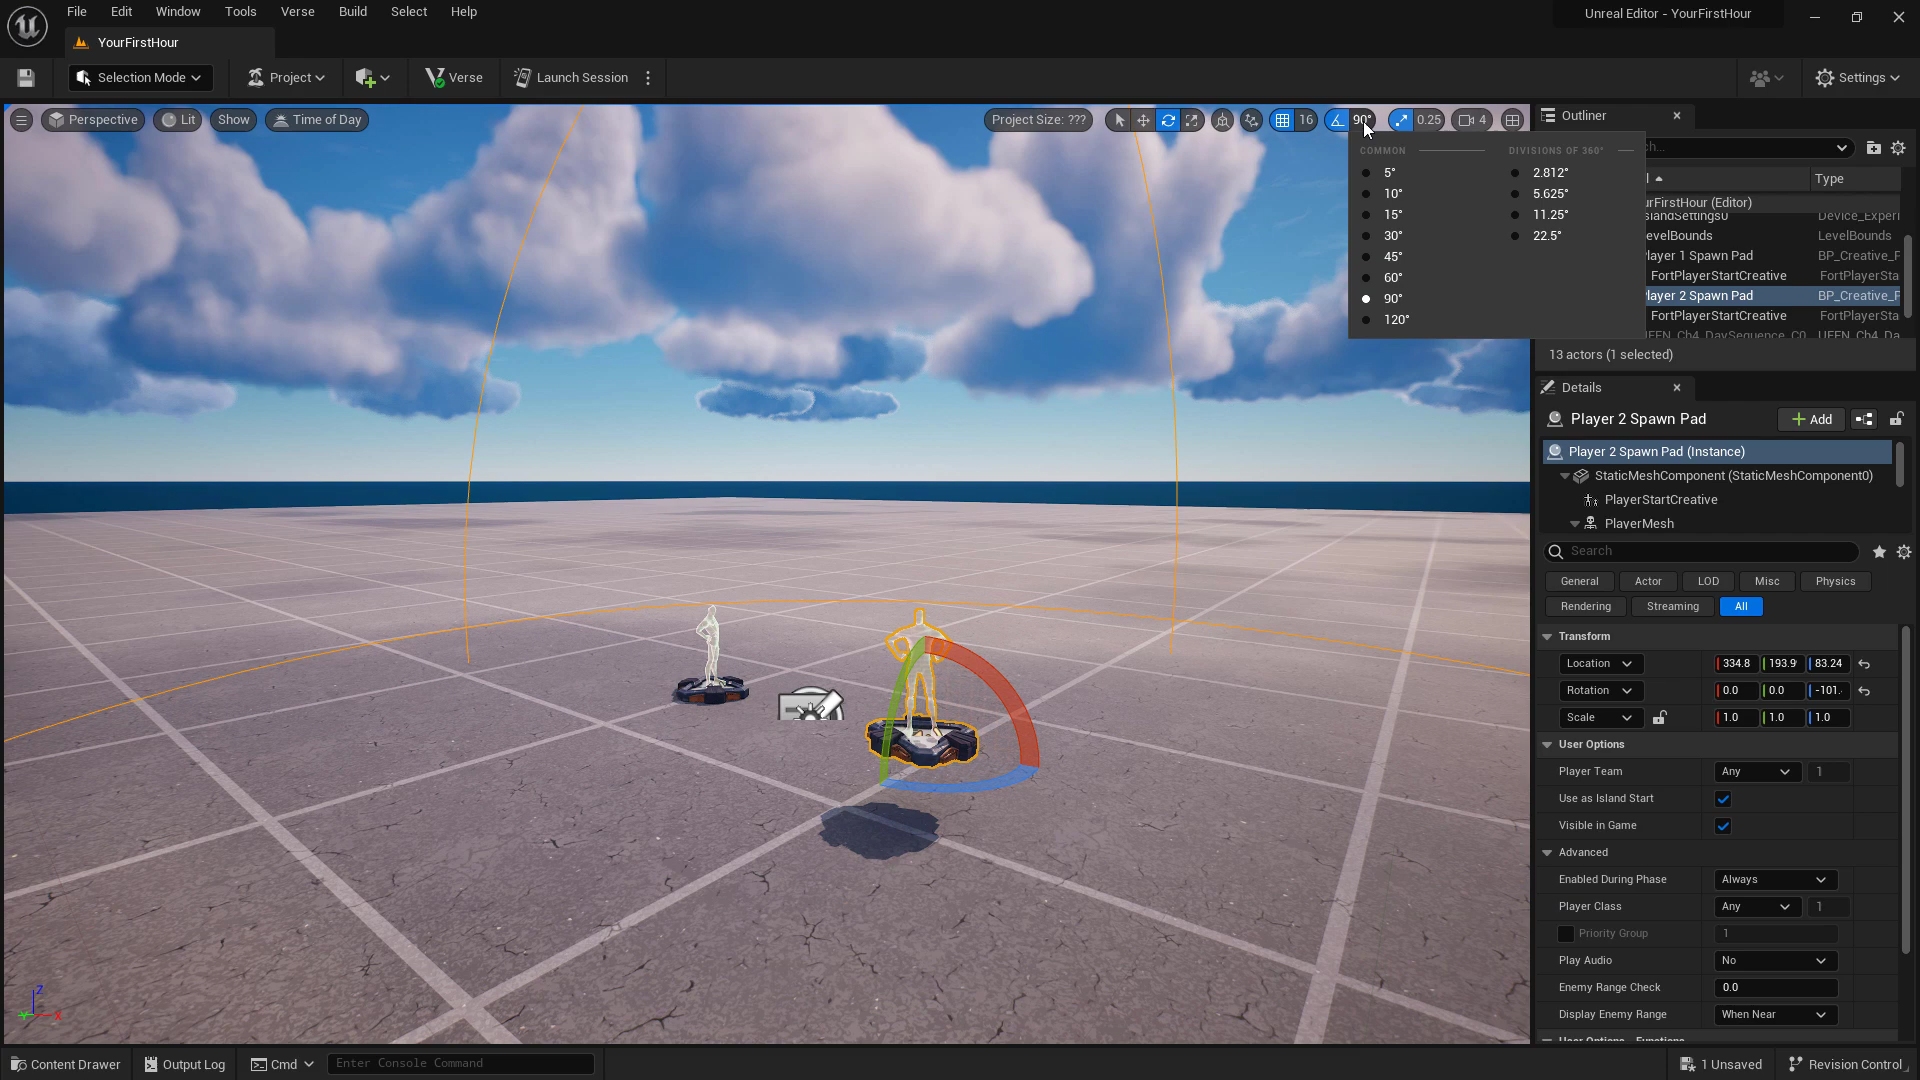 File Edit Window Tools Verse Build Select Help
Unreal Editor - YourFirstHour
YourFirstHour
Selection Mode
Project
Verse
Launch Session
Settings
Perspective
Lit
Show
Time of Day
Project Size: ???
16
90°
0.25
4
COMMON
DIVISIONS OF 360°
5°
2.812°
10°
5.625°
15°
11.25°
30°
22.5°
45°
60°
90°
120°
Outliner
Type
urFirstHour (Editor)
slandSettings0 Device_Experi
evelBounds LevelBounds
layer 1 Spawn Pad BP_Creative_F
FortPlayerStartCreative FortPlayerSta
layer 2 Spawn Pad BP_Creative_F
FortPlayerStartCreative FortPlayerSta
UEFN_Ch4_DaySequence_C0 UEFN_Ch4_Da
13 actors (1 selected)
Details
Player 2 Spawn Pad
Add
Player 2 Spawn Pad (Instance)
StaticMeshComponent (StaticMeshComponent0)
PlayerStartCreative
PlayerMesh
Search
General Actor LOD Misc Physics
Rendering Streaming All
Transform
Location 334.8 193.9 83.24
Rotation 0.0 0.0 -101.
Scale 1.0 1.0 1.0
User Options
Player Team Any 1
Use as Island Start
Visible in Game
Advanced
Enabled During Phase Always
Player Class Any 1
Priority Group 1
Play Audio No
Enemy Range Check 0.0
Display Enemy Range When Near
User Options - Functions
Z
Y
X
Content Drawer
Output Log
Cmd
Enter Console Command
1 Unsaved
Revision Control